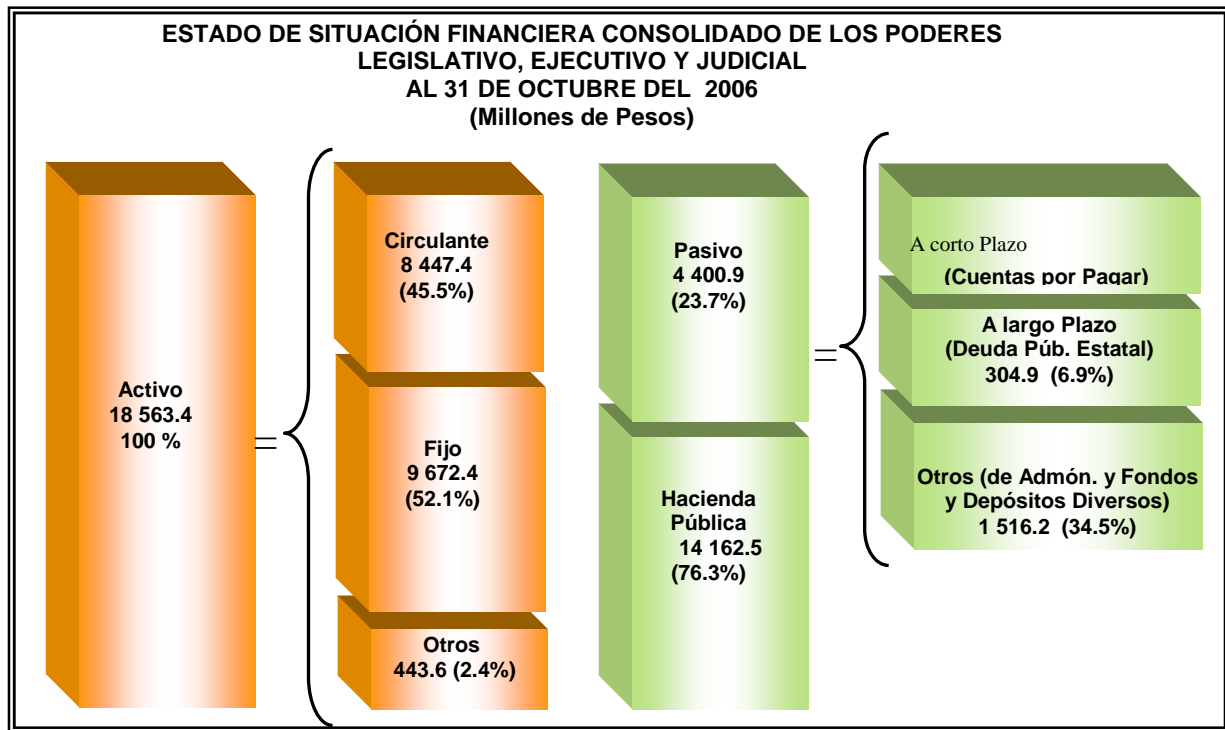 ESTADO DE SITUACIÓN FINANCIERA CONSOLIDADO DE LOS PODERES
LEGISLATIVO, EJECUTIVO Y JUDICIAL
AL 31 DE OCTUBRE DEL 2006
(Millones de Pesos)
Activo
18 563.4
100 %
=
Circulante
8 447.4
(45.5%)
Fijo
9 672.4
(52.1%)
Otros
443.6 (2.4%)
Pasivo
4 400.9
(23.7%)
Hacienda
Pública
14 162.5
(76.3%)
=
A corto Plazo
(Cuentas por Pagar)
A largo Plazo
(Deuda Púb. Estatal)
304.9 (6.9%)
Otros (de Admón. y Fondos
y Depósitos Diversos)
1 516.2 (34.5%)